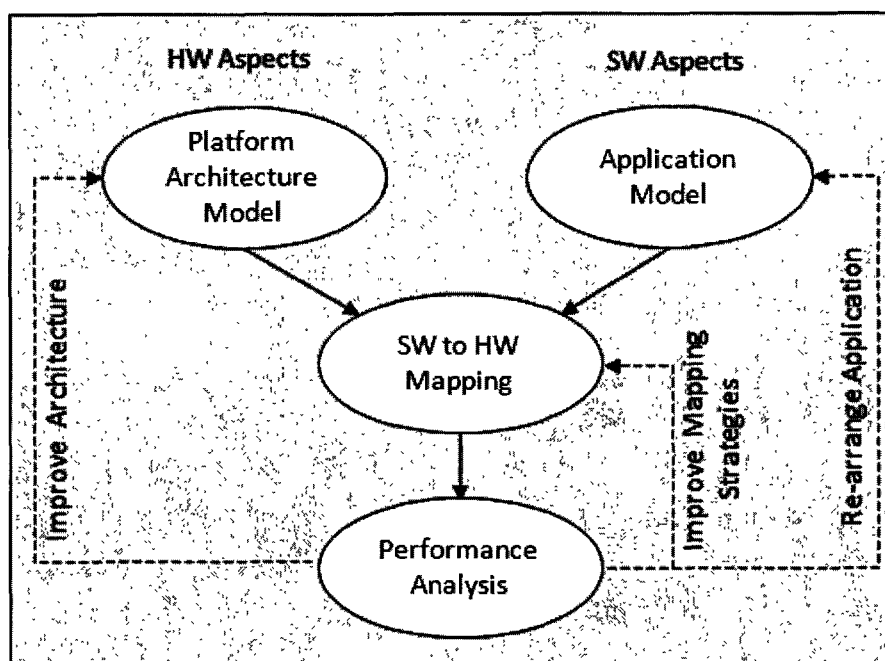 HW Aspects
SW Aspects
Platform
Architecture
Model
Application
Model
SW to HW
Mapping
Performance
Analysis
Improve Architecture
Improve Mapping
Strategies
Re-arrange Application